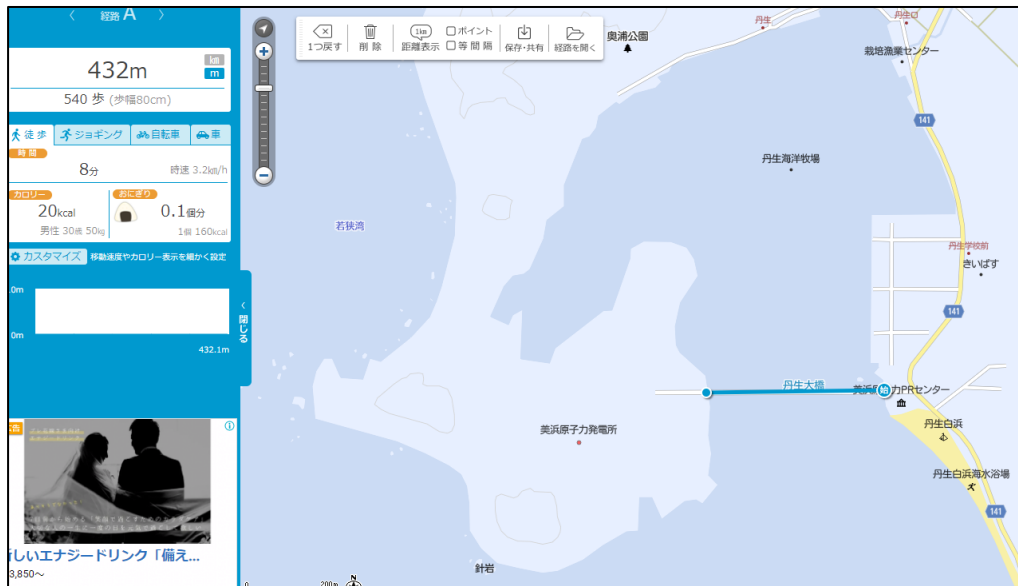 経路 A
432m
km
m
540 歩 (歩幅80cm)
徒歩
ジョギング
自転車
車
時間
8分
時速 3.2km/h
カロリー
20kcal
男性 30歳 50kg
おにぎり
0.1個分
1個 160kcal
カスタマイズ
移動速度やカロリー表示を細かく設定
.0m
0m
432.1m
閉じる
新しいエナジードリンク「備え...
3,850～
1つ戻す
削除
1km
距離表示
ポイント
等間隔
保存・共有
経路を開く
奥浦公園
丹生
丹生口
栽培漁業センター
141
丹生海洋牧場
若狭湾
丹生学校前
きいぱす
141
丹生大橋
始
美浜原子力PRセンター
丹生白浜
美浜原子力発電所
丹生白浜海水浴場
141
針岩
0
200m
N